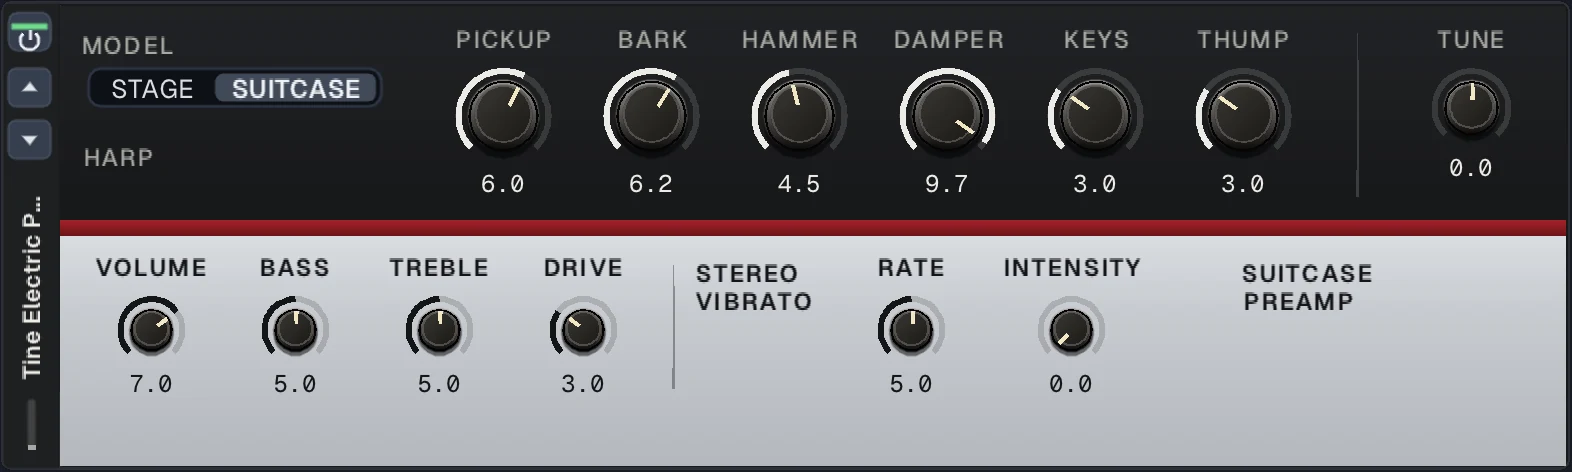 MODEL
STAGE SUITCASE
HARP
PICKUP BARK HAMMER DAMPER KEYS THUMP TUNE
6.0 6.2 4.5 9.7 3.0 3.0 0.0
Tine Electric P...
VOLUME BASS TREBLE DRIVE
7.0 5.0 5.0 3.0
STEREO
VIBRATO
RATE INTENSITY
5.0 0.0
SUITCASE
PREAMP